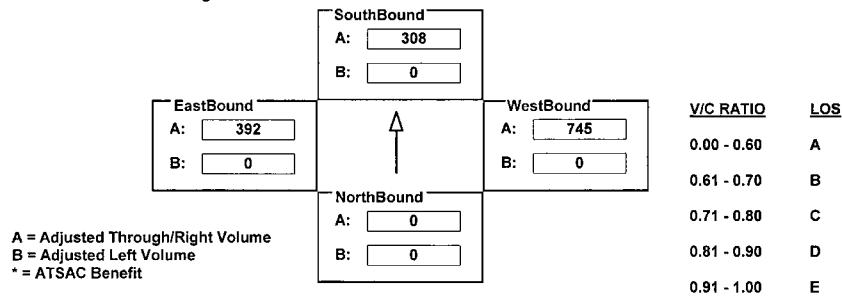 SouthBound
A: 308
B: 0
EastBound
A: 392
B: 0
WestBound
A: 745
B: 0
NorthBound
A: 0
B: 0
A = Adjusted Through/Right Volume
B = Adjusted Left Volume
* = ATSAC Benefit
V/C RATIO LOS
0.00 - 0.60 A
0.61 - 0.70 B
0.71 - 0.80 C
0.81 - 0.90 D
0.91 - 1.00 E